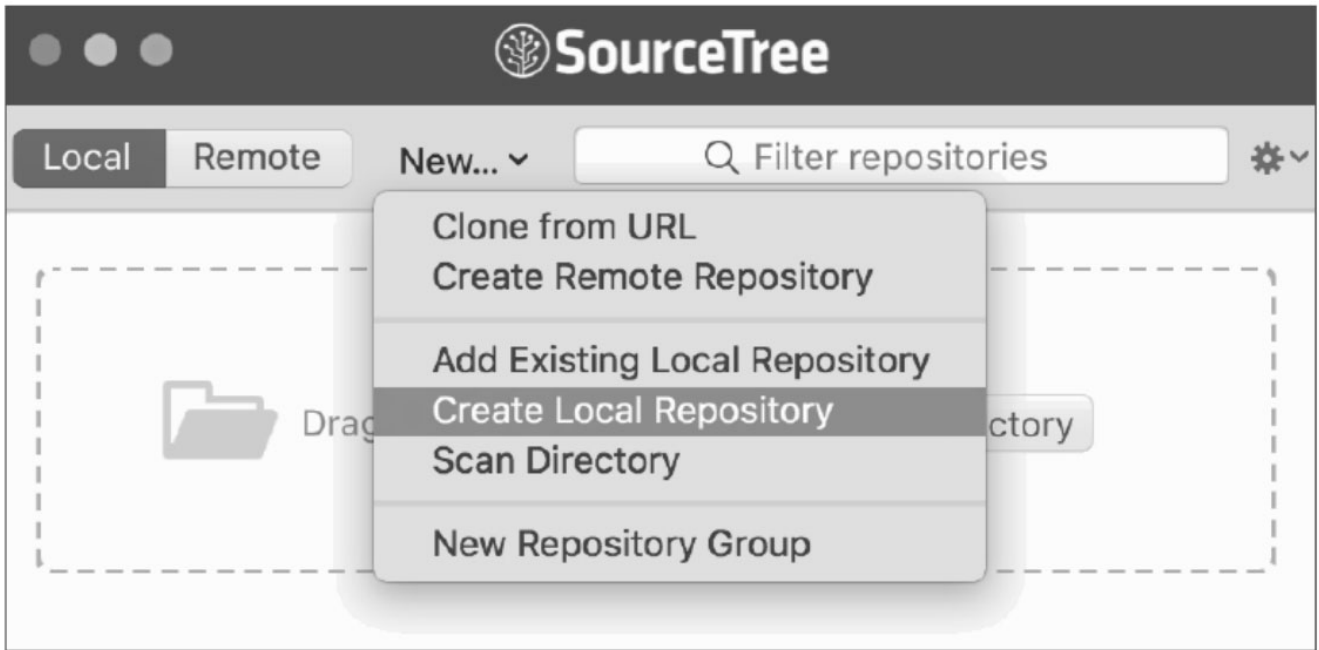 SourceTree
Local Remote New... Filter repositories
Clone from URL
Create Remote Repository
Add Existing Local Repository
Create Local Repository
Scan Directory
New Repository Group